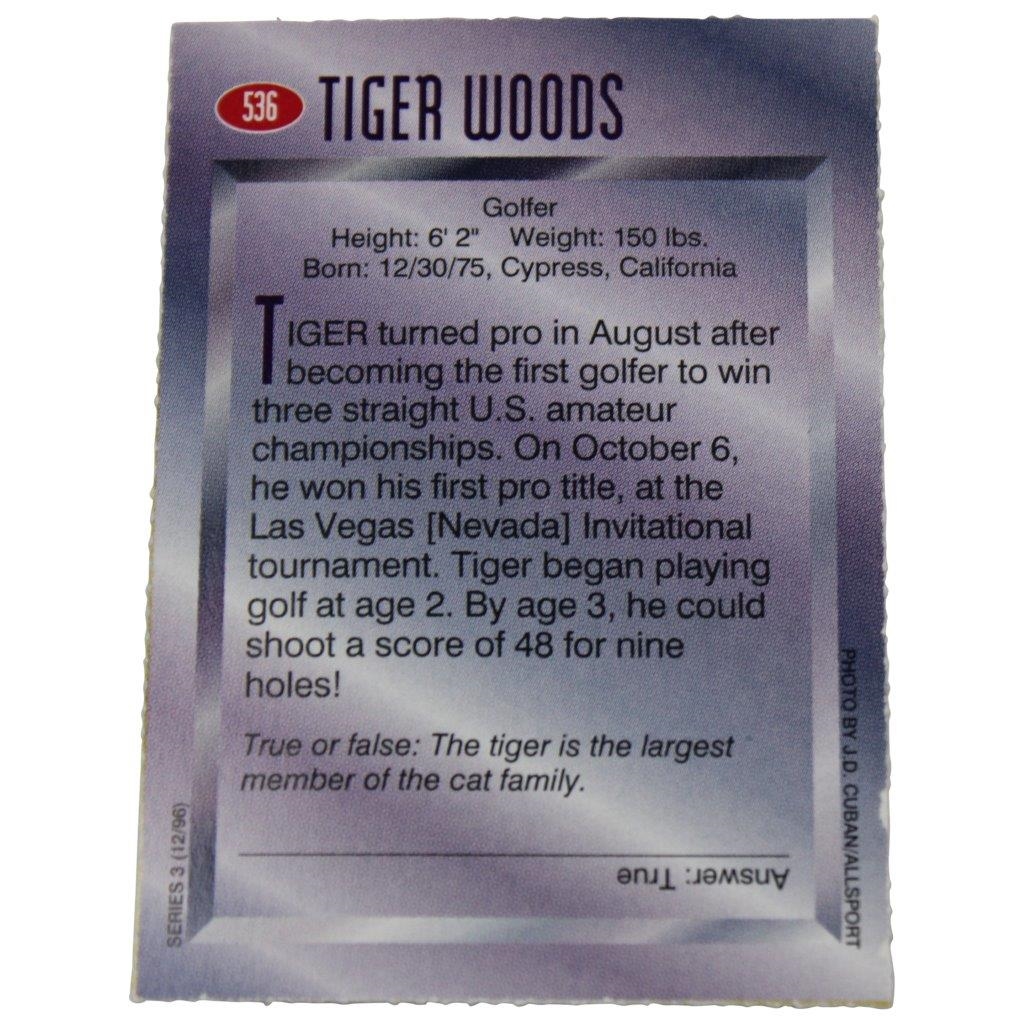 536 TIGER WOODS
Golfer
Height: 6' 2" Weight: 150 lbs.
Born: 12/30/75, Cypress, California
TIGER turned pro in August after
becoming the first golfer to win
three straight U.S. amateur
championships. On October 6,
he won his first pro title, at the
Las Vegas [Nevada] Invitational
tournament. Tiger began playing
golf at age 2. By age 3, he could
shoot a score of 48 for nine
holes!
True or false: The tiger is the largest
member of the cat family.
Answer: True
SERIES 3 (12/96)
PHOTO BY J.D. CUBAN/ALLSPORT